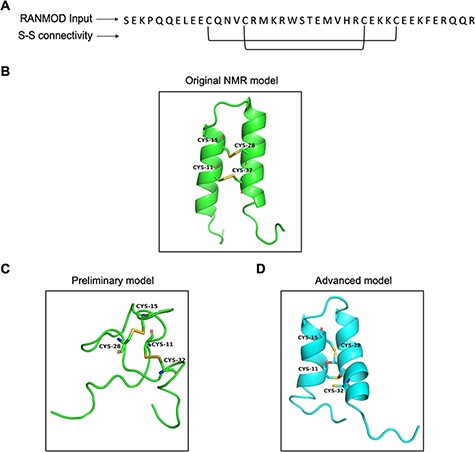 A
RANMOD Input → SEKPQQELEECQNVCRMKRWSTEMVHRCEKKCEEKFERQQR
S-S connectivity →
B
Original NMR model
CYS-15
CYS-28
CYS-11
CYS-32
C
Preliminary model
CYS-15
CYS-28
CYS-11
CYS-32
D
Advanced model
CYS-15
CYS-28
CYS-11
CYS-32